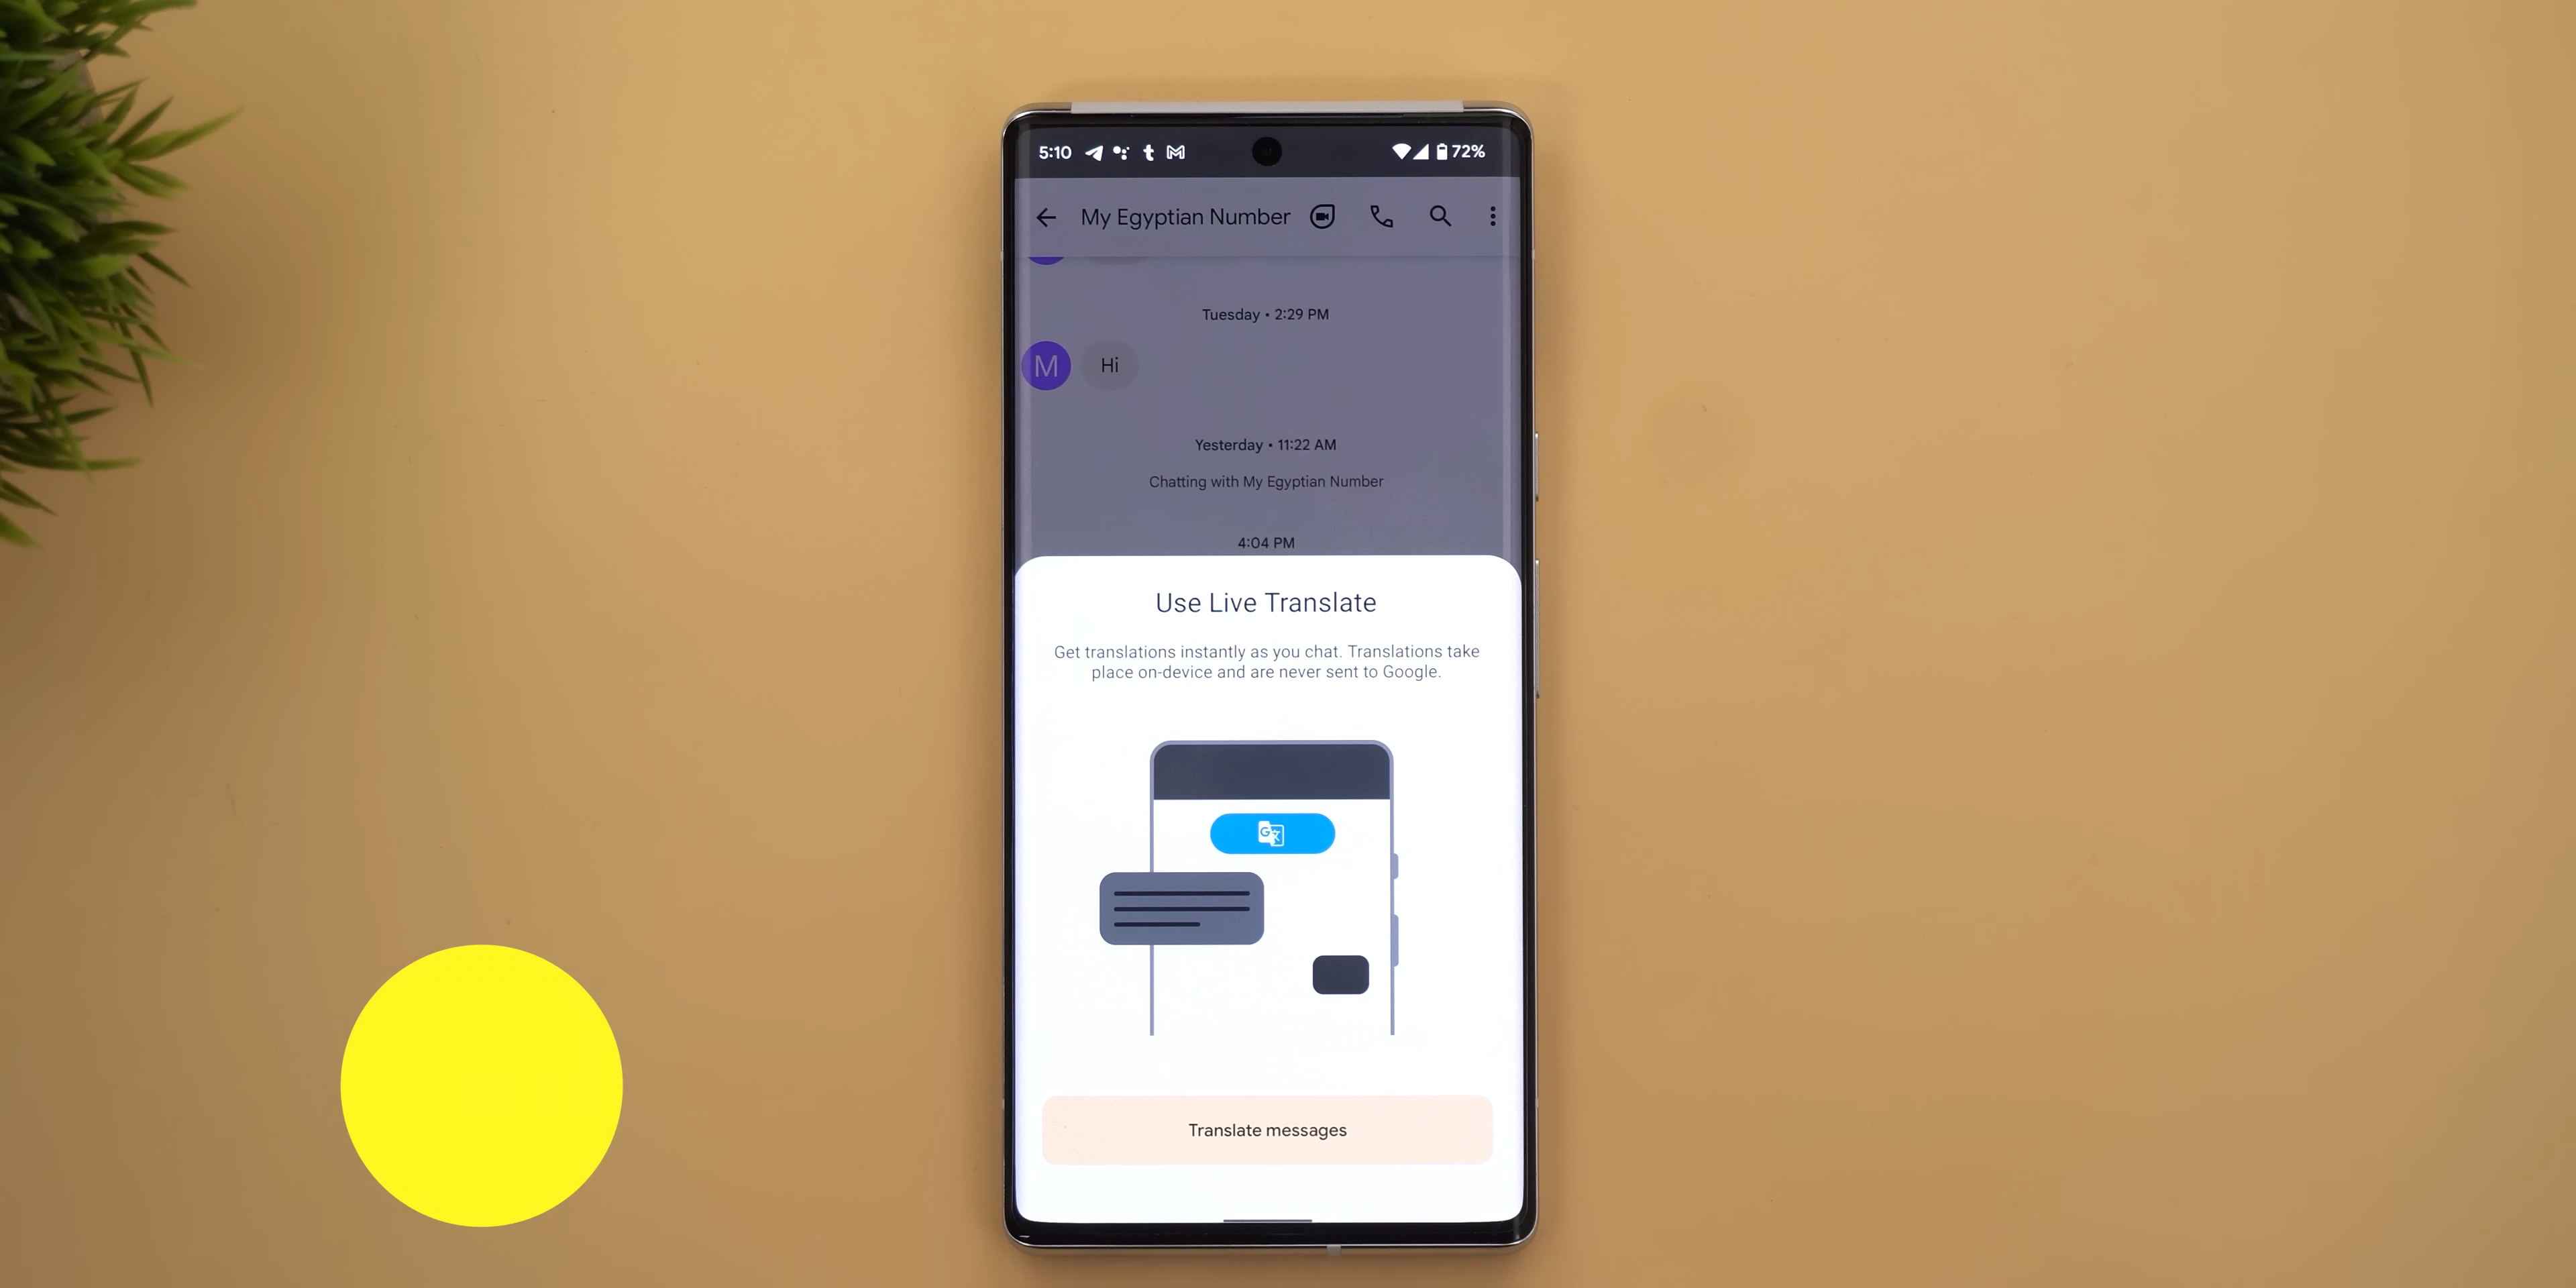 5:10
72%
My Egyptian Number
Tuesday • 2:29 PM
M
Hi
Yesterday • 11:22 AM
Chatting with My Egyptian Number
4:04 PM
Use Live Translate
Get translations instantly as you chat. Translations take
place on-device and are never sent to Google.
Translate messages